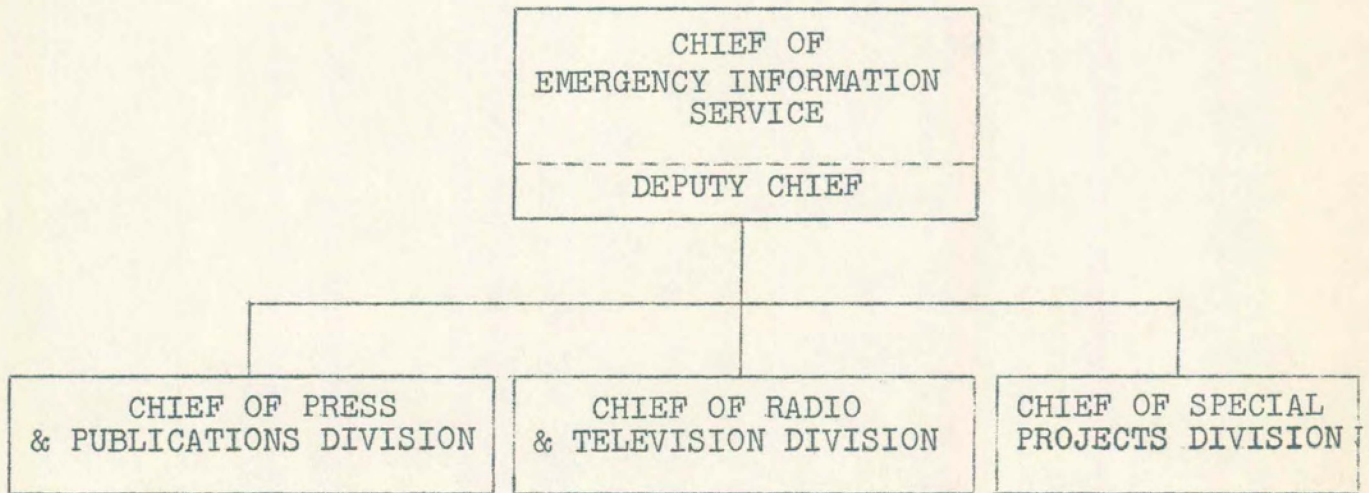 CHIEF OF
EMERGENCY INFORMATION
SERVICE
DEPUTY CHIEF
CHIEF OF PRESS
& PUBLICATIONS DIVISION
CHIEF OF RADIO
& TELEVISION DIVISION
CHIEF OF SPECIAL
PROJECTS DIVISION